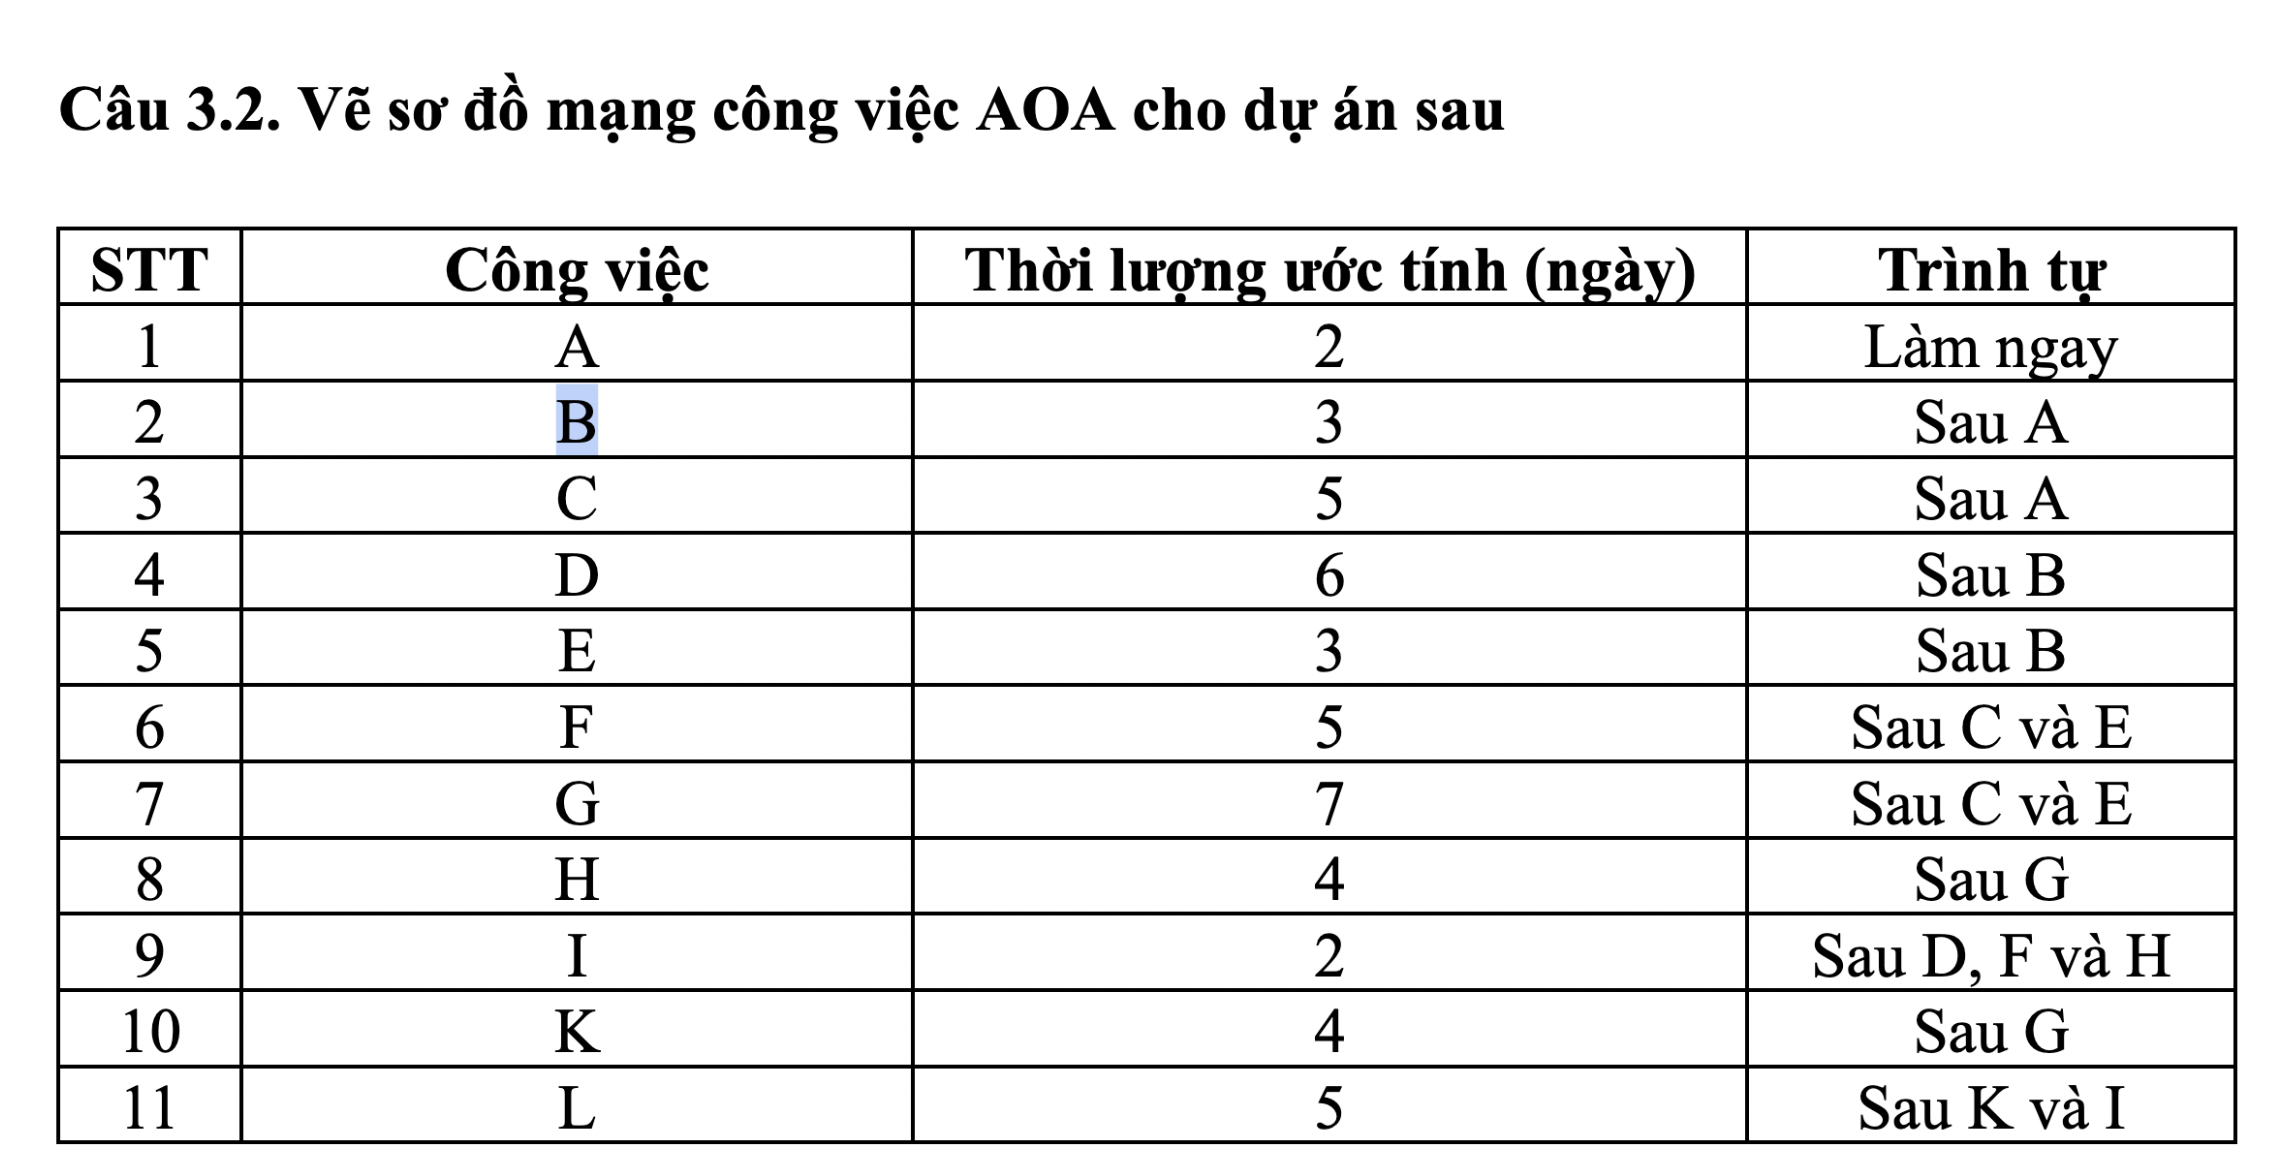 Câu 3.2. Vẽ sơ đồ mạng công việc AOA cho dự án sau
STT Công việc Thời lượng ước tính (ngày) Trình tự
1 A 2 Làm ngay
2 B 3 Sau A
3 C 5 Sau A
4 D 6 Sau B
5 E 3 Sau B
6 F 5 Sau C và E
7 G 7 Sau C và E
8 H 4 Sau G
9 I 2 Sau D, F và H
10 K 4 Sau G
11 L 5 Sau K và I